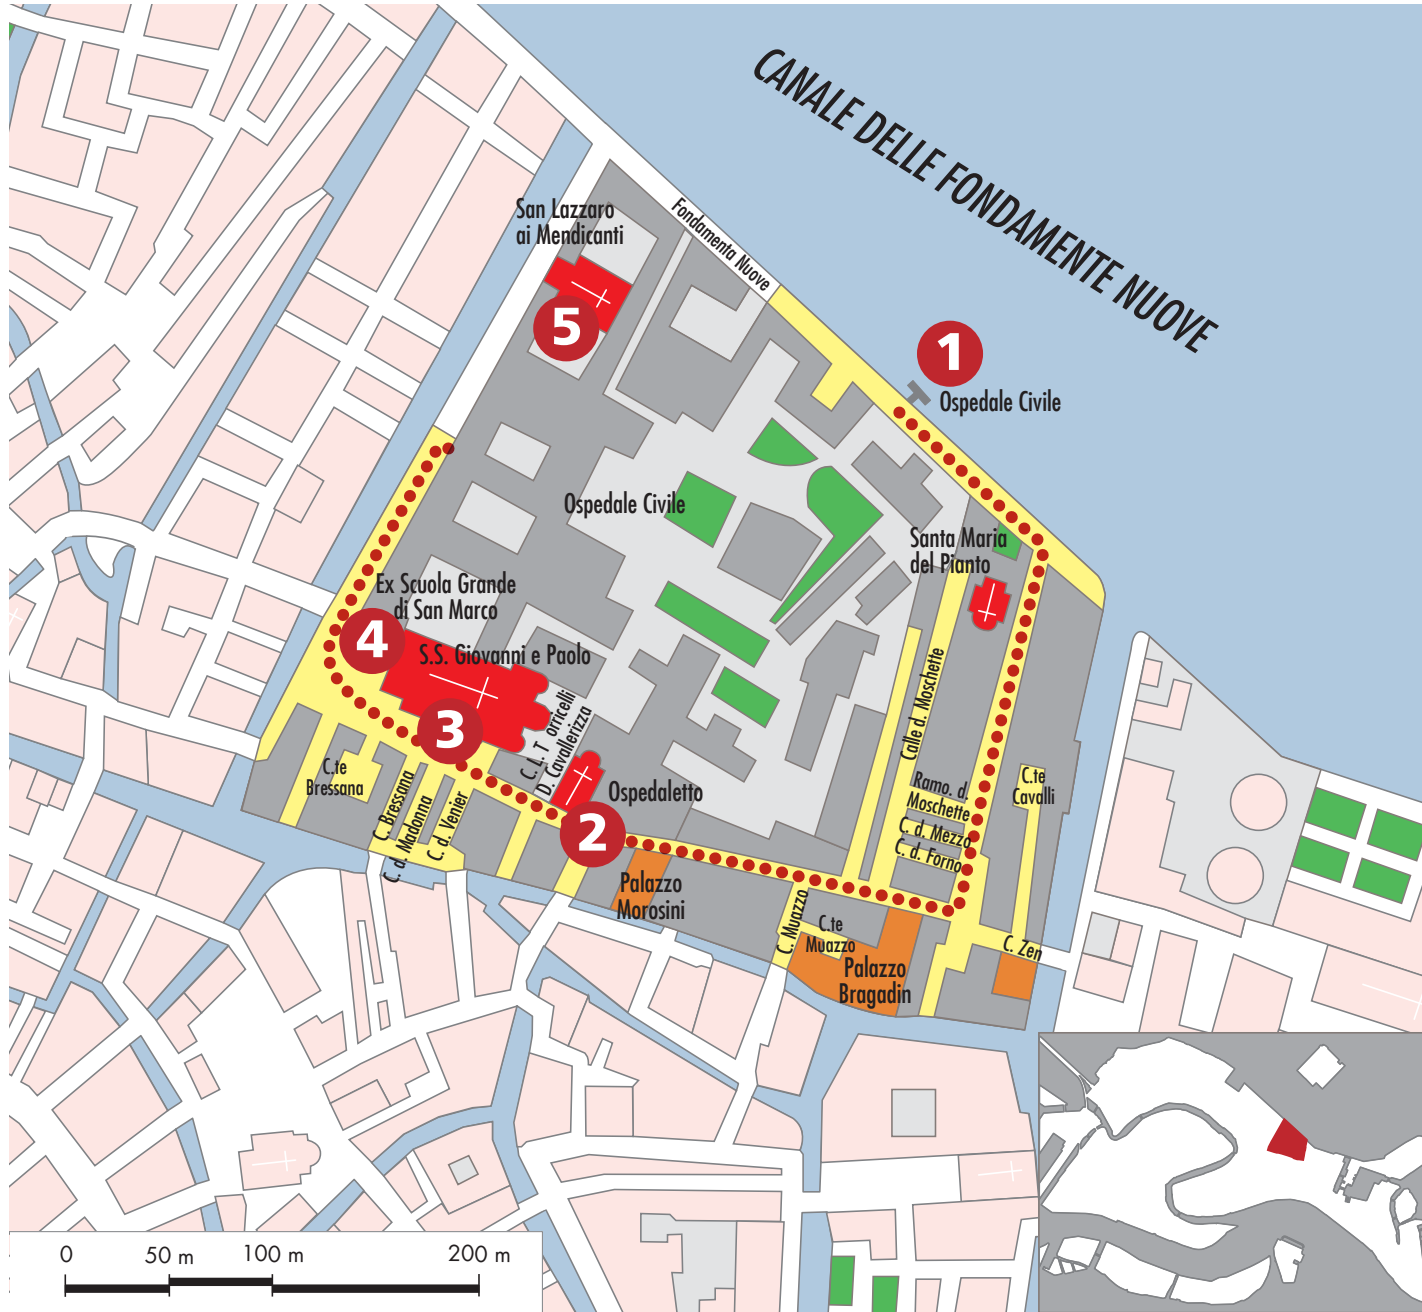 CANALE DELLE FONDAMENTE NUOVE
San Lazzaro
ai Mendicanti
Fondamenta Nuove
5
1
Ospedale Civile
Ospedale Civile
Santa Maria
del Pianto
Ex Scuola Grande
di San Marco
4
S.S. Giovanni e Paolo
3
C. L. T orricelli
D. Cavallerizza
Calle d. Moschette
C.te
Bressana
C. Bressana
C. d. Madonna
C. d. Venier
Ospedaletto
2
Ramo. d.
Moschette
C. d. Mezzo
C. d. Forno
C.te
Cavalli
Palazzo
Morosini
C. Muazzo
C.te
Muazzo
Palazzo
Bragadin
C. Zen
0 50 m 100 m 200 m